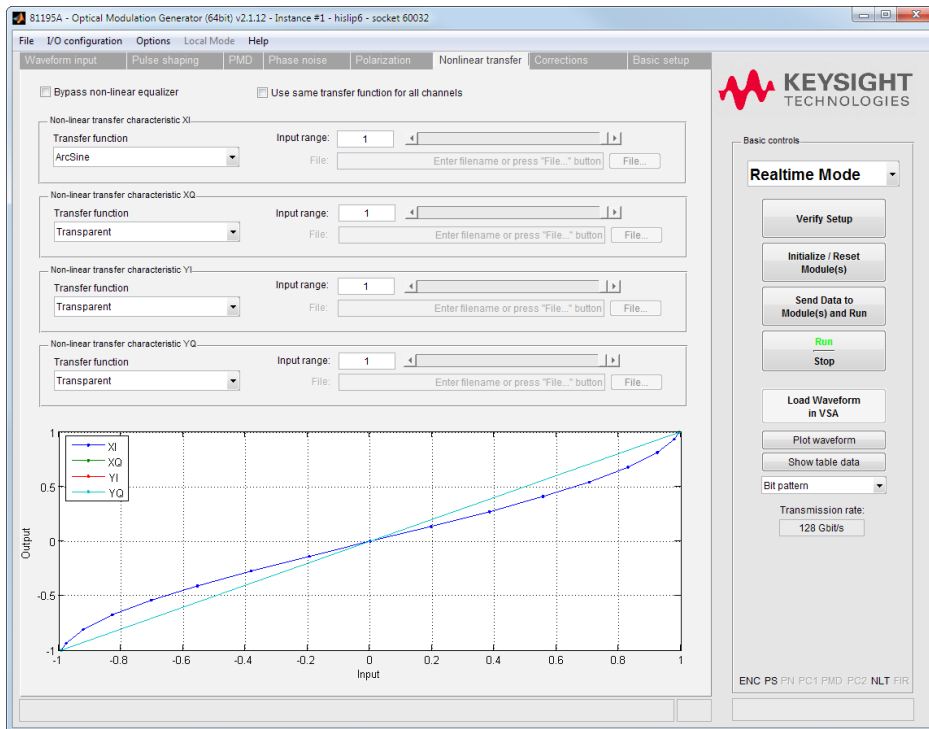 81195A - Optical Modulation Generator (64bit) v2.1.12 - Instance #1 - hislip6 - socket 60032
File I/O configuration Options Local Mode Help
Waveform input Pulse shaping PMD Phase noise Polarization Nonlinear transfer Corrections Basic setup
Bypass non-linear equalizer Use same transfer function for all channels
Non-linear transfer characteristic XI
Transfer function Input range: 1
ArcSine File: Enter filename or press "File..." button File...
Non-linear transfer characteristic XQ
Transfer function Input range: 1
Transparent File: Enter filename or press "File..." button File...
Non-linear transfer characteristic YI
Transfer function Input range: 1
Transparent File: Enter filename or press "File..." button File...
Non-linear transfer characteristic YQ
Transfer function Input range: 1
Transparent File: Enter filename or press "File..." button File...
1
0.5
0
-0.5
-1
Output
XI
XQ
YI
YQ
-1 -0.8 -0.6 -0.4 -0.2 0 0.2 0.4 0.6 0.8 1
Input
KEYSIGHT
TECHNOLOGIES
Basic controls
Realtime Mode
Verify Setup
Initialize / Reset
Module(s)
Send Data to
Module(s) and Run
Run
Stop
Load Waveform
in VSA
Plot waveform
Show table data
Bit pattern
Transmission rate:
128 Gbit/s
ENC PS PN PC1 PMD PC2 NLT FIR